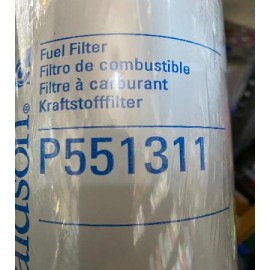 Fuel Filter
Filtro de combustible
Filtre à carburant
Kraftstofffilter
P551311